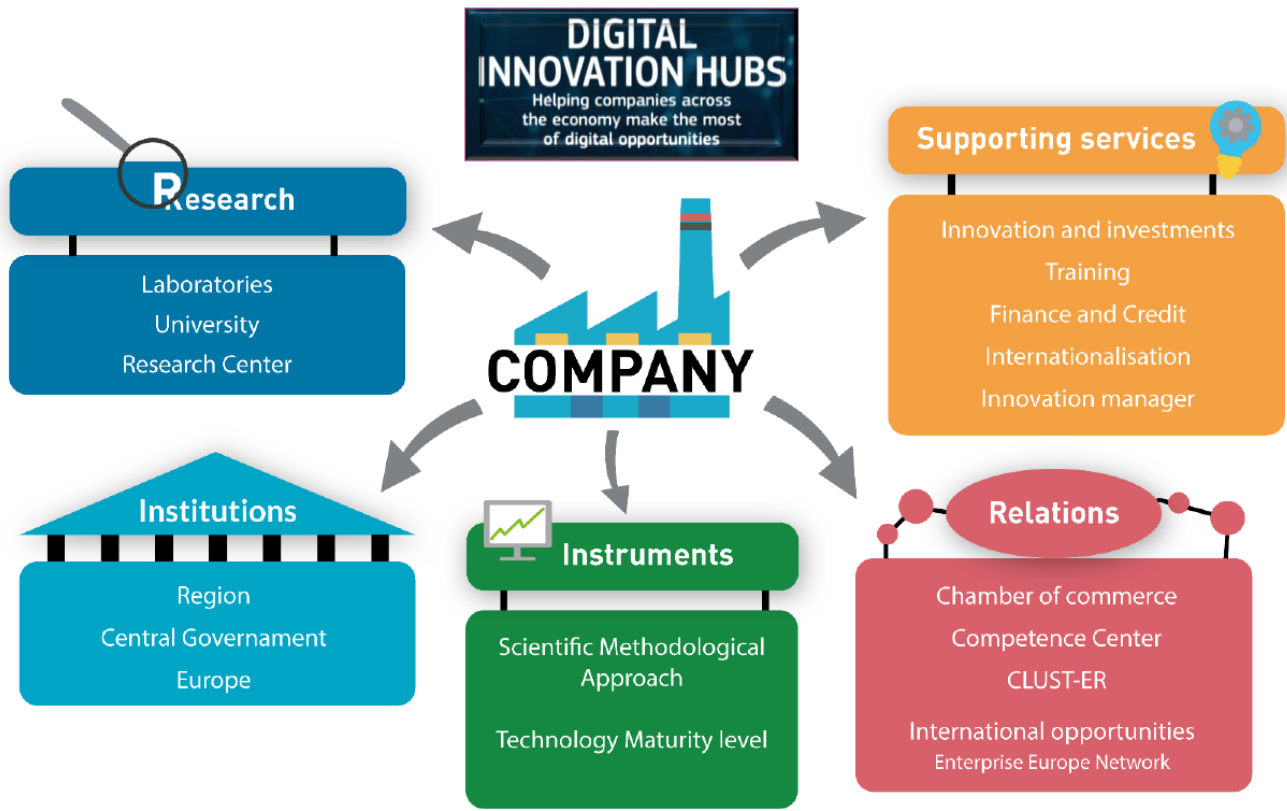 DIGITAL
INNOVATION HUBS
Helping companies across
the economy make the most
of digital opportunities
Research
Laboratories
University
Research Center
Supporting services
Innovation and investments
Training
Finance and Credit
Internationalisation
Innovation manager
COMPANY
Institutions
Region
Central Governament
Europe
Instruments
Scientific Methodological
Approach
Technology Maturity level
Relations
Chamber of commerce
Competence Center
CLUST-ER
International opportunities
Enterprise Europe Network